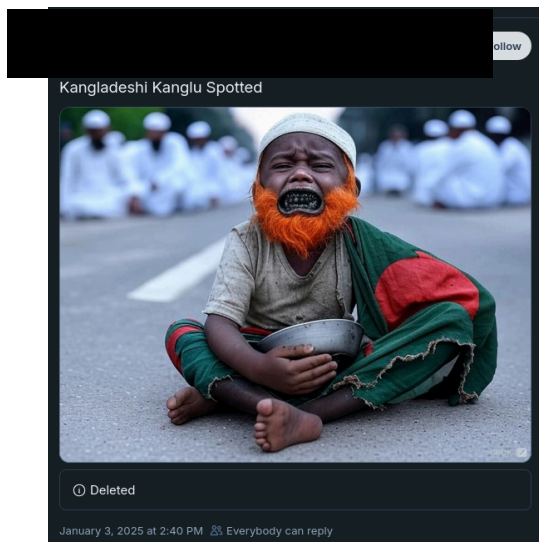 ollow
Kangladeshi Kanglu Spotted
Deleted
January 3, 2025 at 2:40 PM Everybody can reply